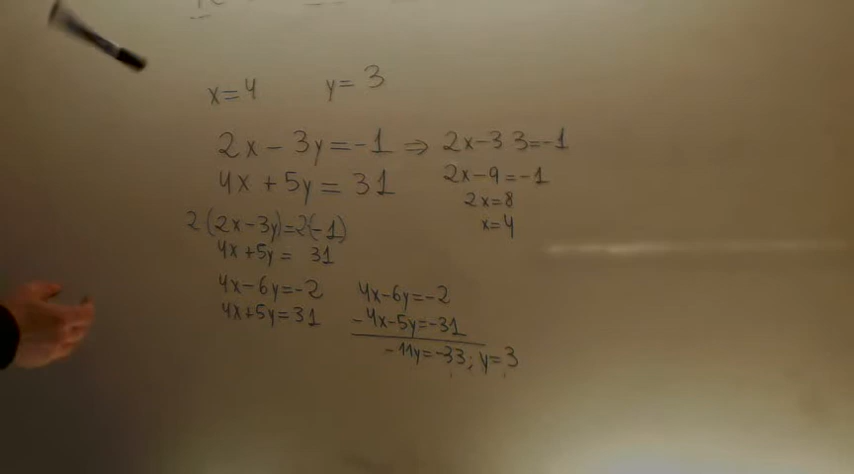 x=4 y=3
2x-3y=-1 ⇒ 2x-3 3=-1
4x+5y=31
2x-9=-1
2x=8
x=4
2(2x-3y)=2(-1)
4x+5y= 31
4x-6y=-2
4x+5y=31
4x-6y=-2
-4x-5y=-31
-11y=-33; y=3